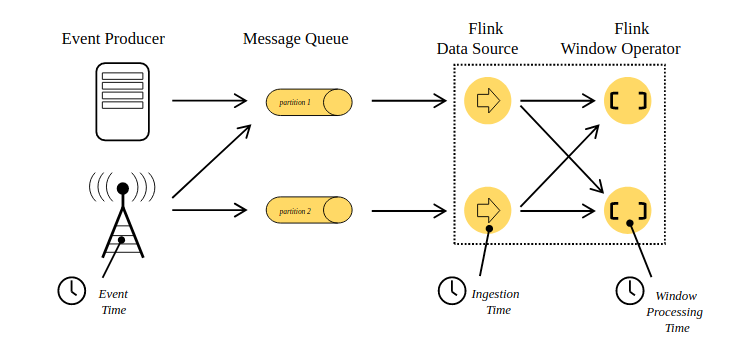 Event Producer
Message Queue
Flink
Data Source
Flink
Window Operator
partition 1
partition 2
[ ]
[ ]
Event
Time
Ingestion
Time
Window
Processing
Time